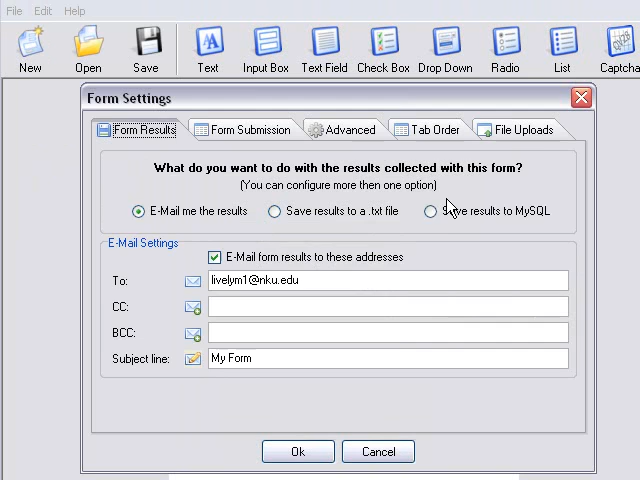 File Edit Help
New Open Save Text Input Box Text Field Check Box Drop Down Radio List Captcha
Form Settings
Form Results Form Submission Advanced Tab Order File Uploads
What do you want to do with the results collected with this form?
(You can configure more then one option)
E-Mail me the results Save results to a .txt file Save results to MySQL
E-Mail Settings
E-Mail form results to these addresses
To: livelym1@nku.edu
CC:
BCC:
Subject line: My Form
Ok Cancel